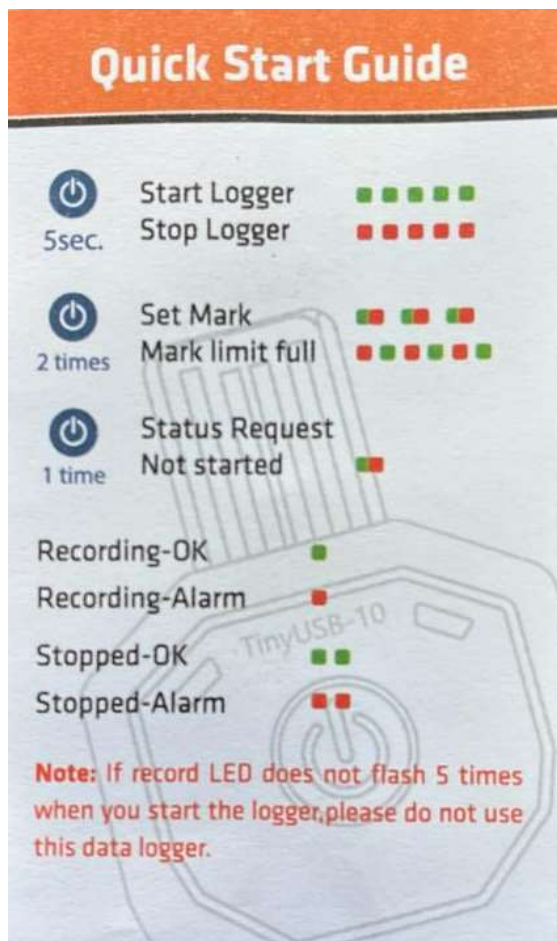 Quick Start Guide
Start Logger
5sec. Stop Logger
Set Mark
2 times Mark limit full
Status Request
1 time Not started
Recording-OK
Recording-Alarm
TinyUSB-10
Stopped-OK
Stopped-Alarm
Note: If record LED does not flash 5 times
when you start the logger,please do not use
this data logger.